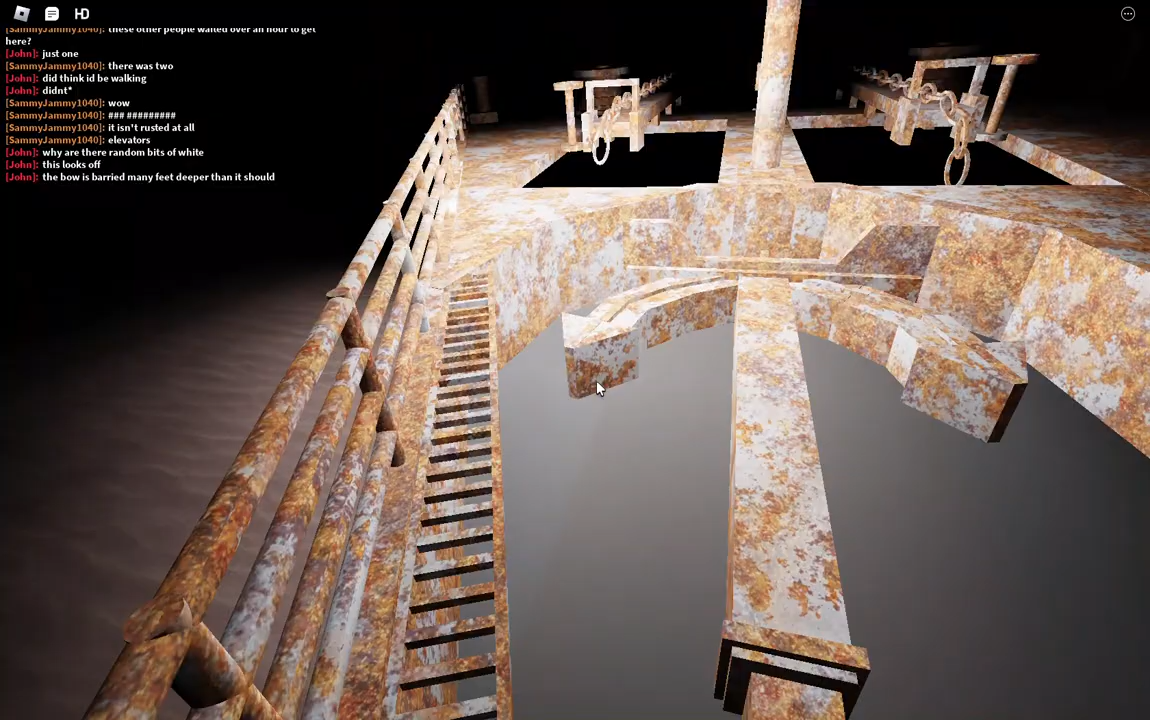 HD
[SammyJammy1040]: these other people waited over an hour to get
here?
[John]: just one
[SammyJammy1040]: there was two
[John]: did think id be walking
[John]: didnt*
[SammyJammy1040]: wow
[SammyJammy1040]: ### #########
[SammyJammy1040]: it isn't rusted at all
[SammyJammy1040]: elevators
[John]: why are there random bits of white
[John]: this looks off
[John]: the bow is barried many feet deeper than it should